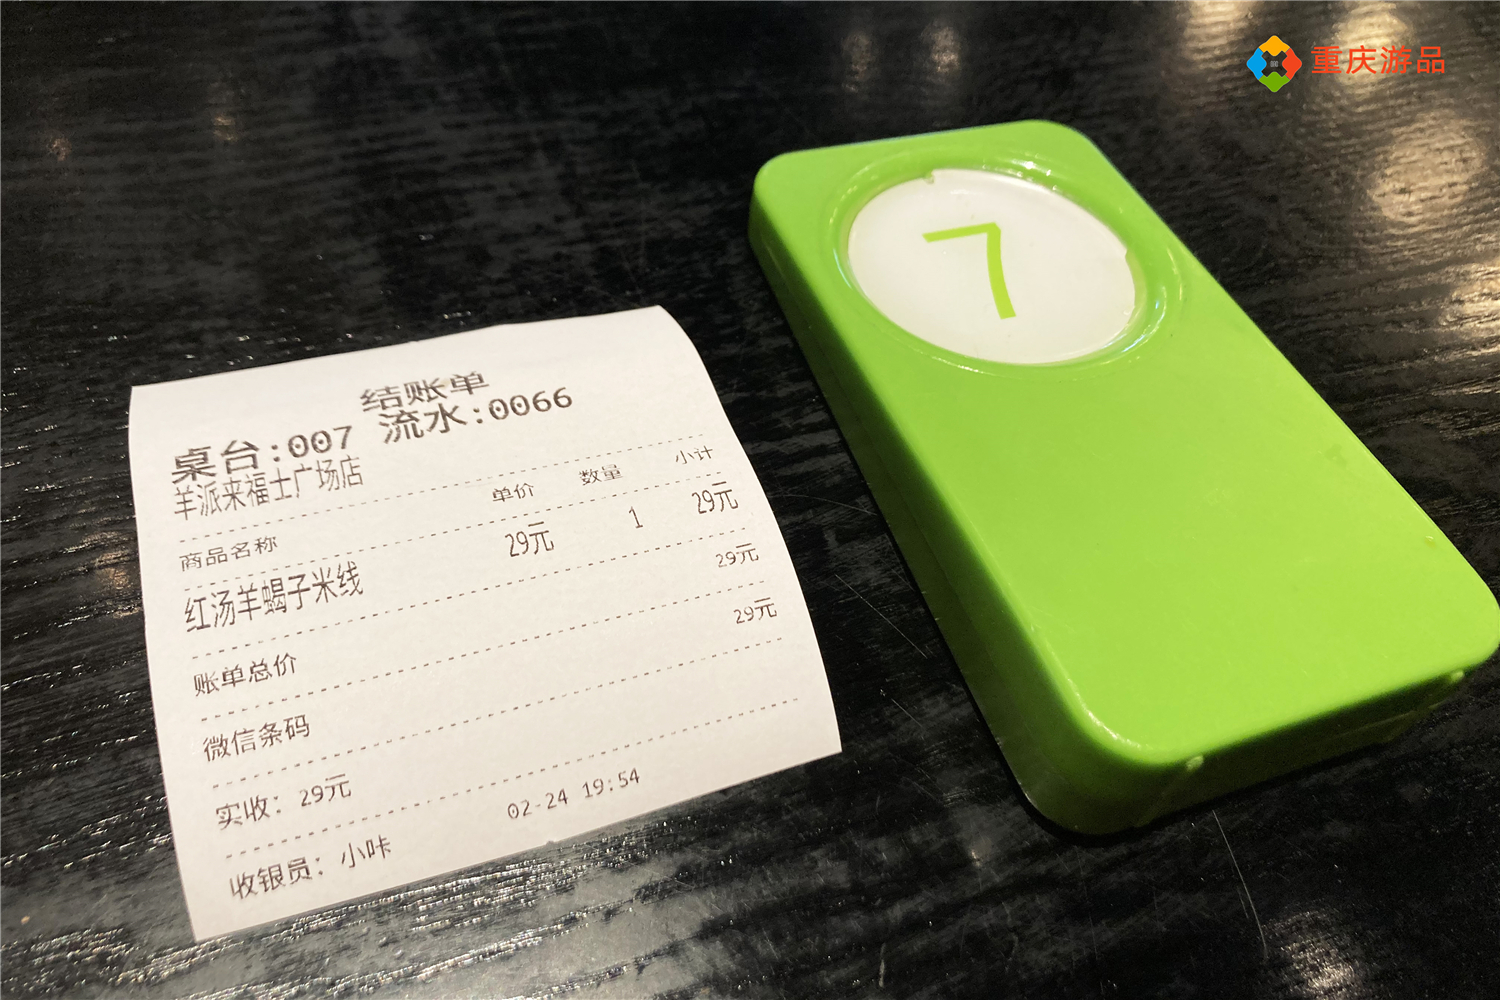 重庆游品
7
结账单
桌台:007 流水:0066
羊派来福士广场店
商品名称 单价 数量 小计
红汤羊蝎子米线 29元 1 29元
账单总价 29元
微信条码 29元
实收: 29元
收银员: 小咔 02-24 19:54